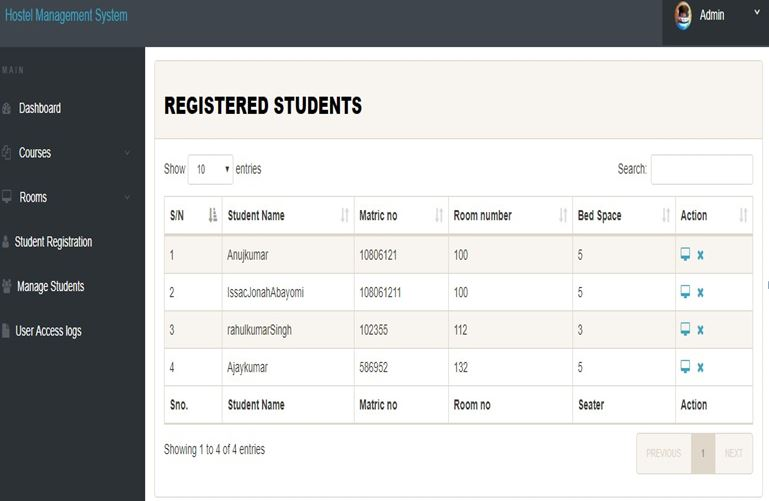 Hostel Management System
Admin
MAIN
Dashboard
Courses
Rooms
Student Registration
Manage Students
User Access logs
REGISTERED STUDENTS
Show 10 entries Search:
S/N Student Name Matric no Room number Bed Space Action
1 Anujkumar 10806121 100 5
2 IssacJonahAbayomi 108061211 100 5
3 rahulkumarSingh 102355 112 3
4 Ajaykumar 586952 132 5
Sno. Student Name Matric no Room no Seater Action
Showing 1 to 4 of 4 entries
PREVIOUS 1 NEXT